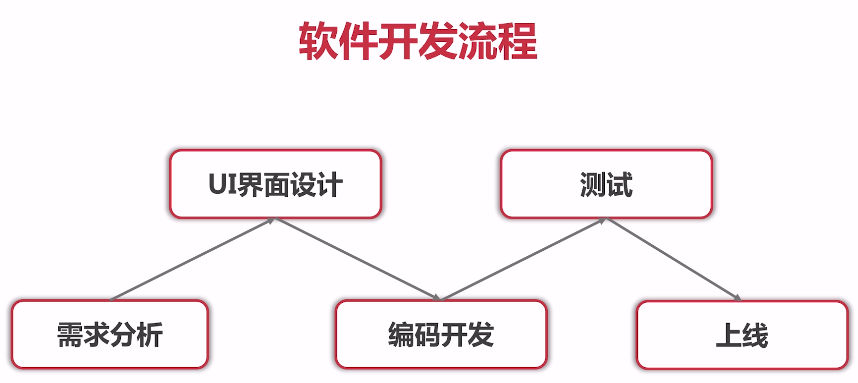 软件开发流程
UI界面设计
测试
需求分析
编码开发
上线